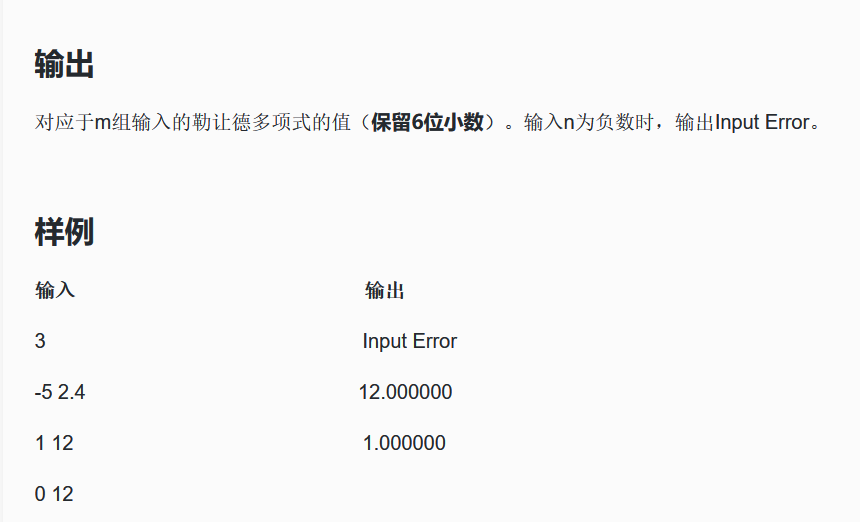 输出
对应于m组输入的勒让德多项式的值（保留6位小数）。输入n为负数时，输出Input Error。
样例
输入 输出
3 Input Error
-5 2.4 12.000000
1 12 1.000000
0 12